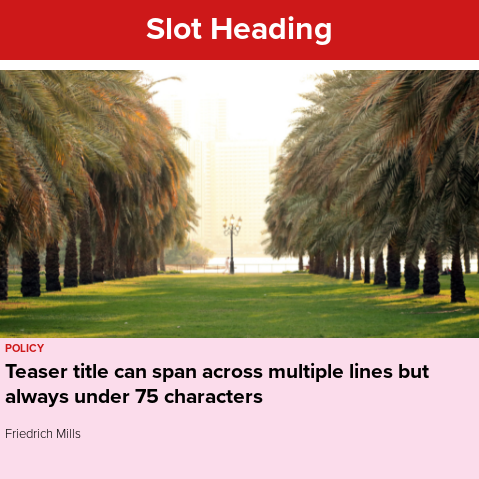 Slot Heading
POLICY
Teaser title can span across multiple lines but
always under 75 characters
Friedrich Mills